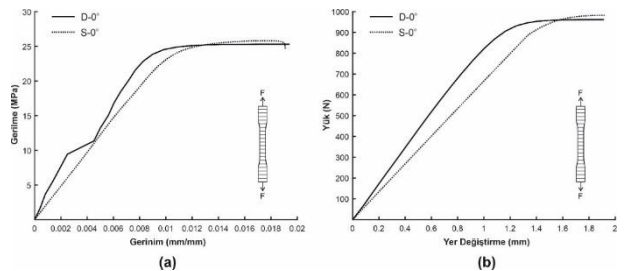 D-0°
S-0°
Gerilme (MPa)
30
25
20
15
10
5
0 0.002 0.004 0.006 0.008 0.01 0.012 0.014 0.016 0.018 0.02
Gerinim (mm/mm)
F
F
(a)
D-0°
S-0°
Yük (N)
1000
900
800
700
600
500
400
300
200
100
0 0.2 0.4 0.6 0.8 1.0 1.2 1.4 1.6 1.8 2
Yer Değiştirme (mm)
F
F
(b)